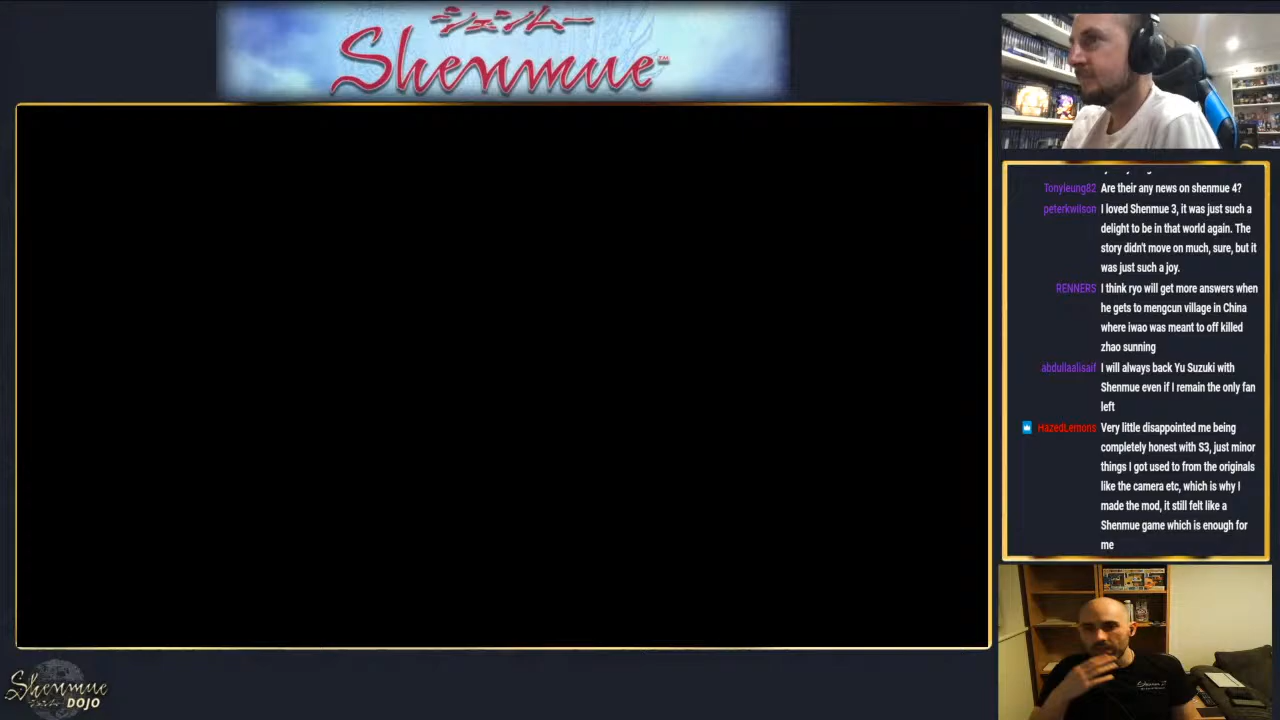 シェンムー
Shenmue™
Tonyleung82 Are their any news on shenmue 4?
peterkwilson I loved Shenmue 3, it was just such a
delight to be in that world again. The
story didn't move on much, sure, but it
was just such a joy.
RENNERS I think ryo will get more answers when
he gets to mengcun village in China
where iwao was meant to off killed
zhao sunning
abdullaalisaif I will always back Yu Suzuki with
Shenmue even if I remain the only fan
left
HazedLemons Very little disappointed me being
completely honest with S3, just minor
things I got used to from the originals
like the camera etc, which is why I
made the mod, it still felt like a
Shenmue game which is enough for
me
Shenmue
DOJO